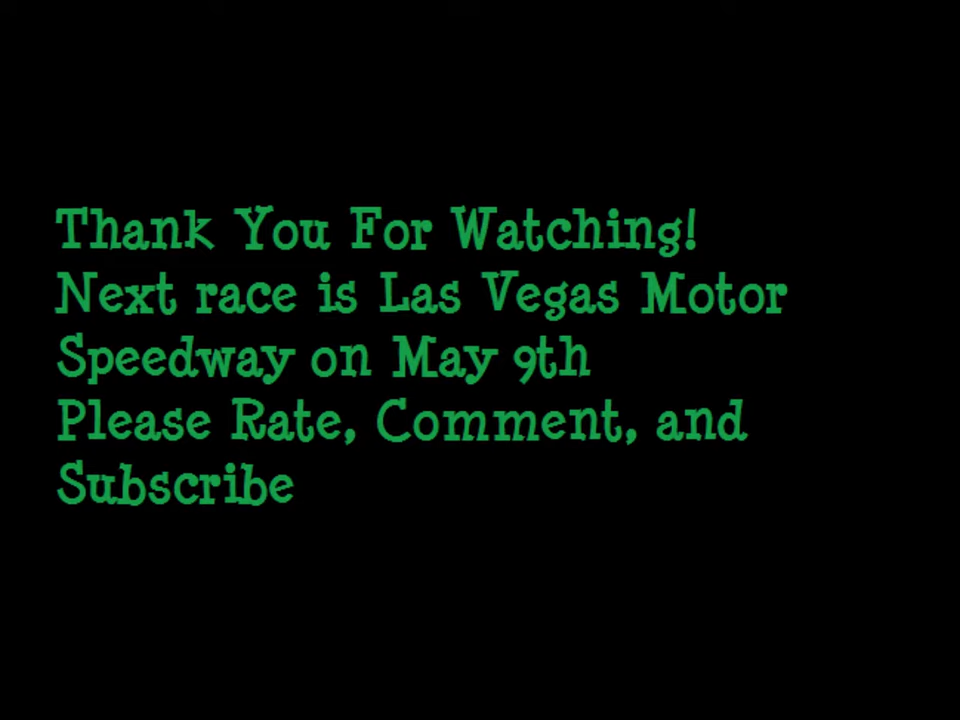 Thank You For Watching!
Next race is Las Vegas Motor
Speedway on May 9th
Please Rate, Comment, and
Subscribe